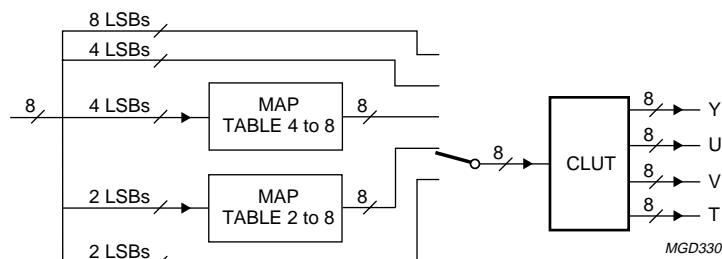 8 LSBs
4 LSBs
8
4 LSBs
MAP
TABLE 4 to 8
8
8
CLUT
8
Y
8
U
8
V
8
T
2 LSBs
MAP
TABLE 2 to 8
8
2 LSBs
MGD330